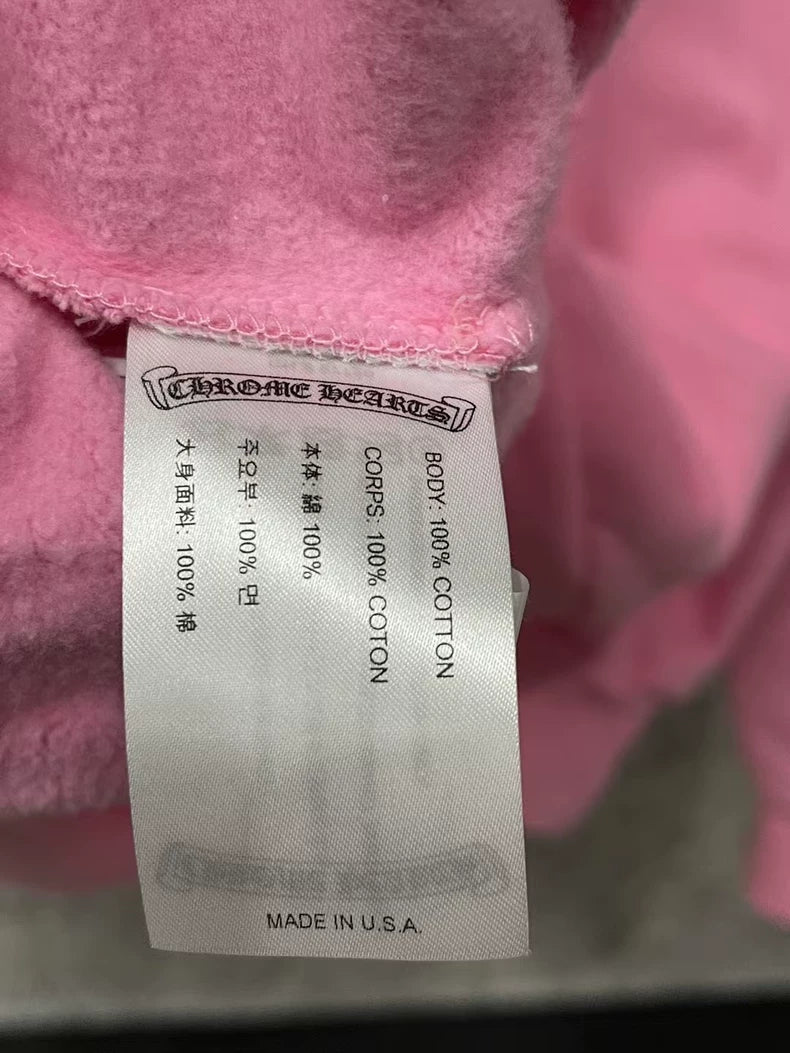 CHROME HEARTS
BODY: 100% COTTON
CORPS: 100% COTON
本体: 綿 100%
주요부: 100% 면
大身面料: 100% 棉
MADE IN U.S.A.